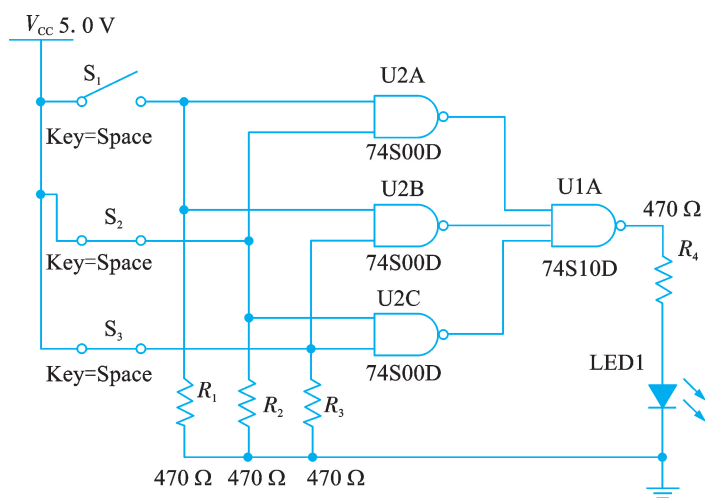 VCC 5. 0 V
S1
Key=Space
S2
Key=Space
S3
Key=Space
U2A
74S00D
U2B
74S00D
U2C
74S00D
U1A
74S10D
470 Ω
R4
LED1
R1
R2
R3
470 Ω 470 Ω 470 Ω